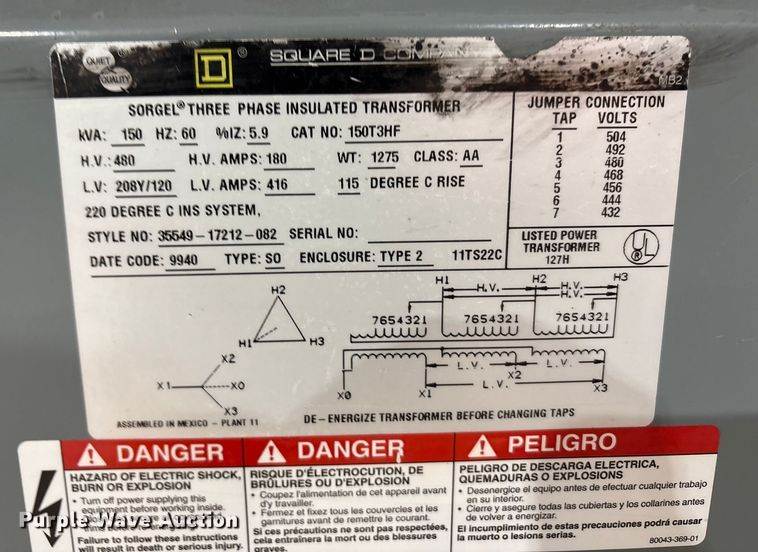 QUIET QUALITY
D ® SQUARE D COMPAN
MB2
SORGEL® THREE PHASE INSULATED TRANSFORMER
kVA: 150 HZ: 60 %IZ: 5.9 CAT NO: 150T3HF
H.V.: 480 H.V. AMPS: 180 WT: 1275 CLASS: AA
L.V: 208Y/120 L.V. AMPS: 416 115 DEGREE C RISE
220 DEGREE C INS SYSTEM,
STYLE NO: 35549-17212-082 SERIAL NO:
DATE CODE: 9940 TYPE: SO ENCLOSURE: TYPE 2 11TS22C
JUMPER CONNECTION
TAP VOLTS
1 504
2 492
3 480
4 468
5 456
6 444
7 432
LISTED POWER
TRANSFORMER
127H
UL ®
H2
H1 H3
X2
X1 X0
X3
H1 H2 H3
H.V. H.V.
H.V.
7654321 7654321 7654321
L.V. L.V.
X2
L.V.
X0 X1 X3
ASSEMBLED IN MEXICO - PLANT 11
DE-ENERGIZE TRANSFORMER BEFORE CHANGING TAPS
DANGER
HAZARD OF ELECTRIC SHOCK,
BURN OR EXPLOSION
• Turn off power supplying this
equipment before working inside.
Failure to follow these instructions
will result in death or serious injury.
DANGER
RISQUE D'ÉLECTROCUTION, DE
BRÛLURES OU D'EXPLOSION
• Coupez l'alimentation de cet appareil avant
d'y travailler.
• Fermez et fixez tous les couvercles et les
garnitures avant de remettre le courant.
Si ces précautions ne sont pas respectées,
cela entraînera la mort ou des blessures
graves.
PELIGRO
PELIGRO DE DESCARGA ELECTRICA,
QUEMADURAS O EXPLOSIONES
• Desenergice el equipo antes de efectuar cualquier trabajo
en su interior.
• Cierre y asegure todas las cubiertas y los collarines antes
de volver a energizar.
El incumplimiento de estas precauciones podrá causar
la muerto o lesiones serias.
80043-369-01
Purple Wave Auction